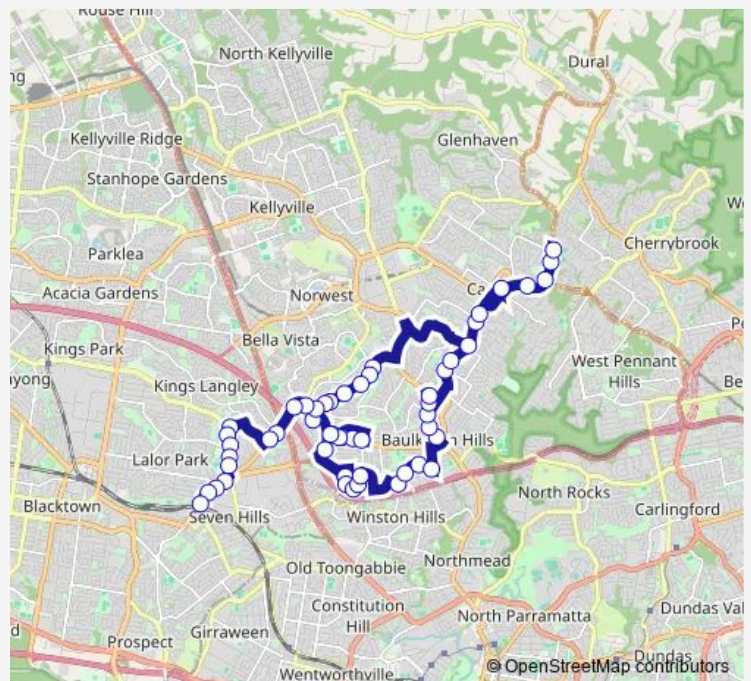 Rouse Hill
North Kellyville
Dural
Kellyville Ridge
Glenhaven
Stanhope Gardens
Kellyville
Cherrybrook
Parklea
Acacia Gardens
Norwest
Kings Park
Bella Vista
West Pennant
Hills
Kings Langley
Lalor Park
Blacktown
Seven Hills
Winston Hills
North Rocks
Carlingford
Old Toongabbie
Northmead
Constitution
Hill
North Parramatta
Dundas Val
Prospect
Girraween
Dundas
Wentworthville
© OpenStreetMap contributors